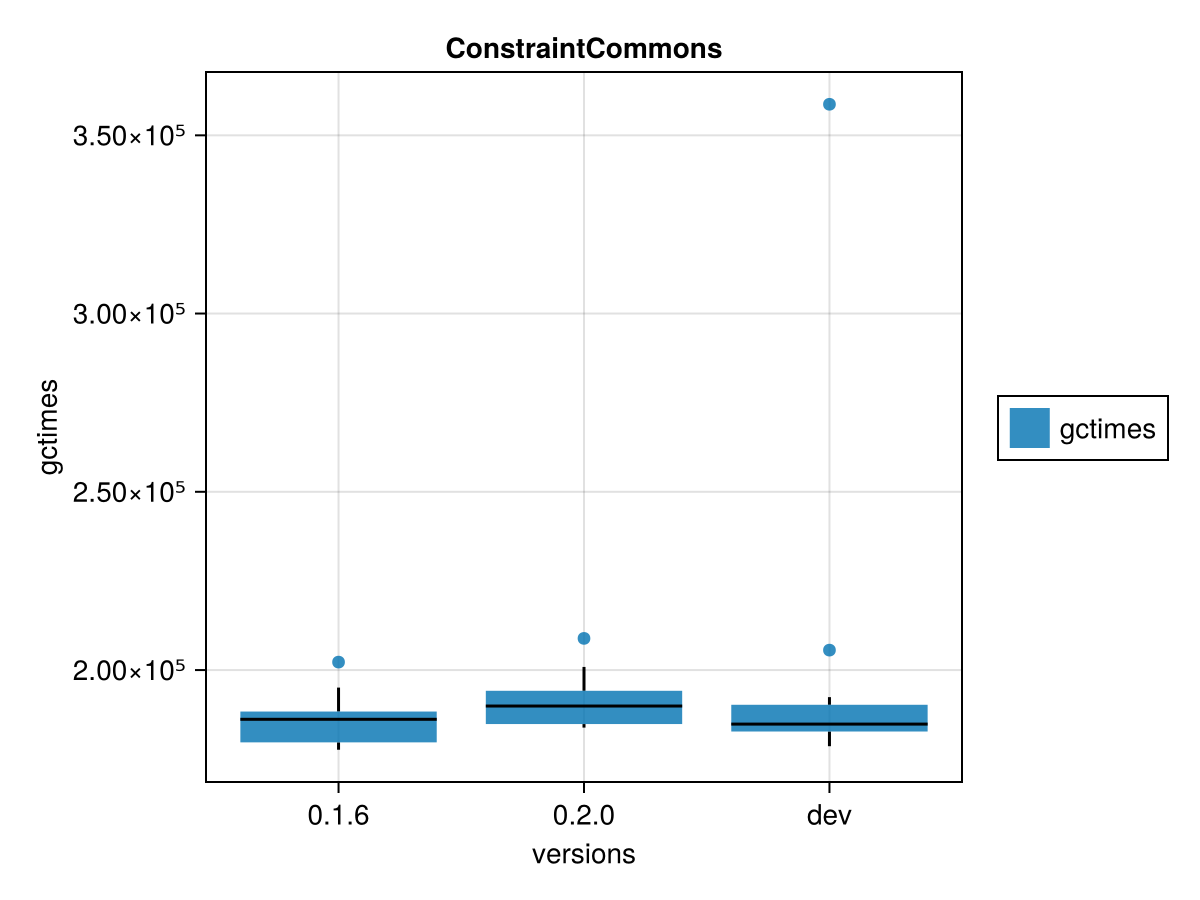 ConstraintCommons
3.50×10⁵
3.00×10⁵
2.50×10⁵
2.00×10⁵
gctimes
gctimes
0.1.6
0.2.0
dev
versions